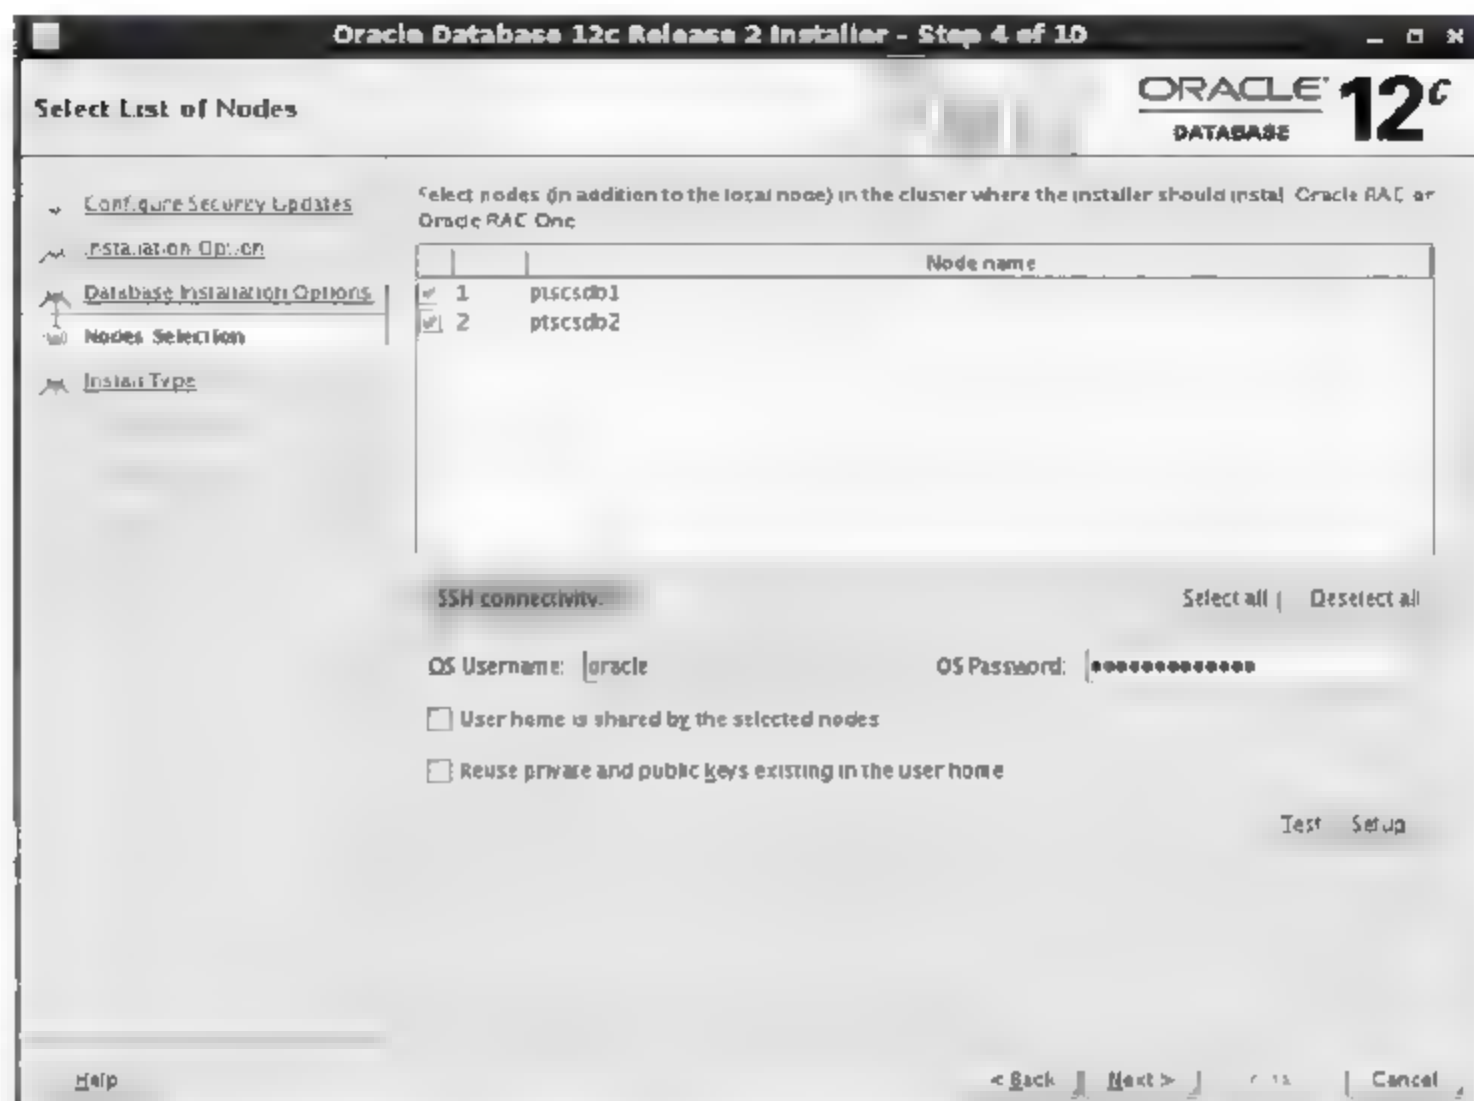 Oracle Database 12c Release 2 Installer - Step 4 of 10
Select List of Nodes
ORACLE 12c
DATABASE
Configure Security Updates
Installation Option
Database Installation Options
Nodes Selection
Install Type
Select nodes (in addition to the local node) in the cluster where the installer should install Oracle RAC or
Oracle RAC One
Node name
1 ptscsdb1
2 ptscsdb2
SSH connectivity.
Select all Deselect all
OS Username: oracle OS Password: •••••••••••••
User home is shared by the selected nodes
Reuse private and public keys existing in the user home
Test Setup
Help < Back Next > Cancel